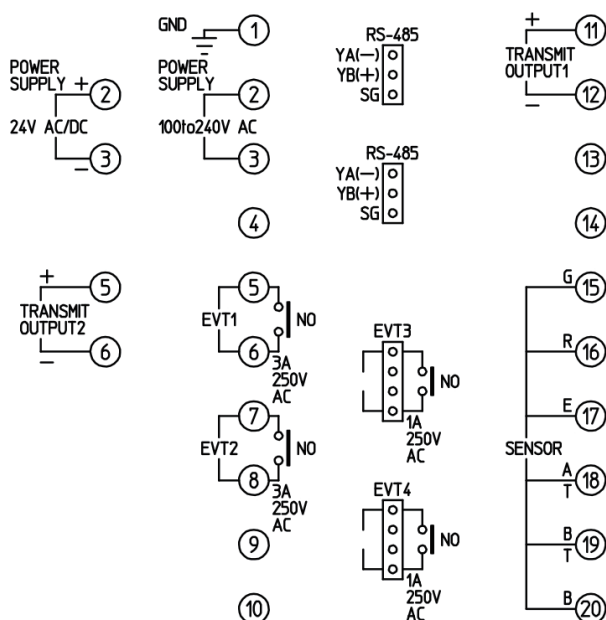 GND
1
POWER
SUPPLY
+
2
24V AC/DC
3
−
POWER
SUPPLY
2
100to240V AC
3
4
RS-485
YA(−)
YB(+)
SG
RS-485
YA(−)
YB(+)
SG
+
11
TRANSMIT
OUTPUT1
−
12
13
14
+
5
TRANSMIT
OUTPUT2
−
6
5
EVT1
NO
6
3A
250V
AC
7
EVT2
NO
8
3A
250V
AC
9
10
EVT3
NO
1A
250V
AC
EVT4
NO
1A
250V
AC
G
15
R
16
E
17
SENSOR
A
T
18
B
T
19
B
20